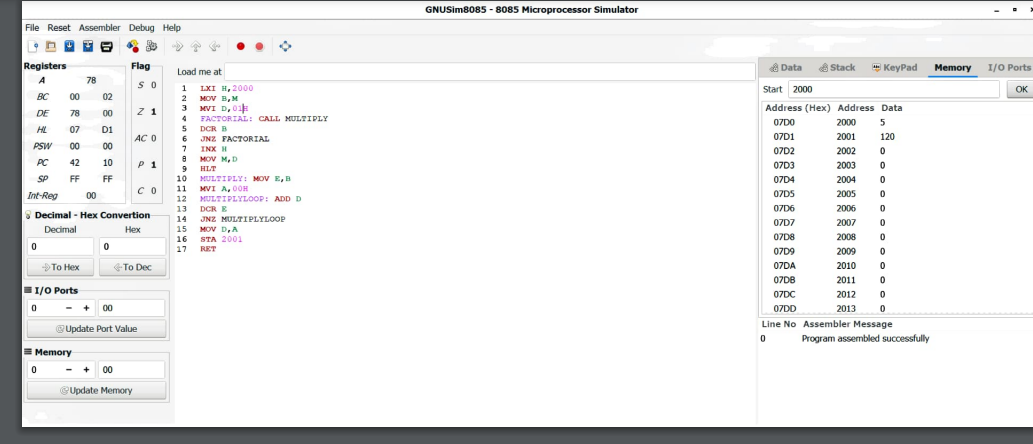 GNUSim8085 - 8085 Microprocessor Simulator
File Reset Assembler Debug Help
Registers
A 78
BC 00 02
DE 78 00
HL 07 D1
PSW 00 00
PC 42 10
SP FF FF
Int-Reg 00
Flag
S 0
Z 1
AC 0
P 1
C 0
Decimal - Hex Convertion
Decimal Hex
0 0
To Hex To Dec
I/O Ports
0 - + 00
Update Port Value
Memory
0 - + 00
Update Memory
Load me at
1 LXI H,2000
2 MOV B,M
3 MVI D,01H
4 FACTORIAL: CALL MULTIPLY
5 DCR B
6 JNZ FACTORIAL
7 INX H
8 MOV M,D
9 HLT
10 MULTIPLY: MOV E,B
11 MVI A,00H
12 MULTIPLYLOOP: ADD D
13 DCR E
14 JNZ MULTIPLYLOOP
15 MOV D,A
16 STA 2001
17 RET
Data Stack KeyPad Memory I/O Ports
Start 2000 OK
Address (Hex) Address Data
07D0 2000 5
07D1 2001 120
07D2 2002 0
07D3 2003 0
07D4 2004 0
07D5 2005 0
07D6 2006 0
07D7 2007 0
07D8 2008 0
07D9 2009 0
07DA 2010 0
07DB 2011 0
07DC 2012 0
07DD 2013 0
Line No Assembler Message
0 Program assembled successfully